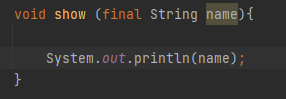 void show (final String name){
System.out.println(name);
}